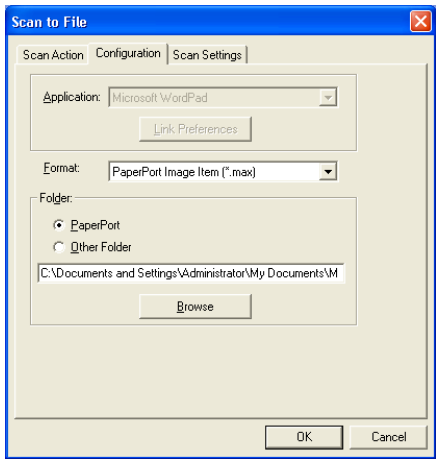 Scan to File
Scan Action Configuration Scan Settings
Application: Microsoft WordPad
Link Preferences
Format: PaperPort Image Item (*.max)
Folder:
PaperPort
Other Folder
C:\Documents and Settings\Administrator\My Documents\M
Browse
OK Cancel